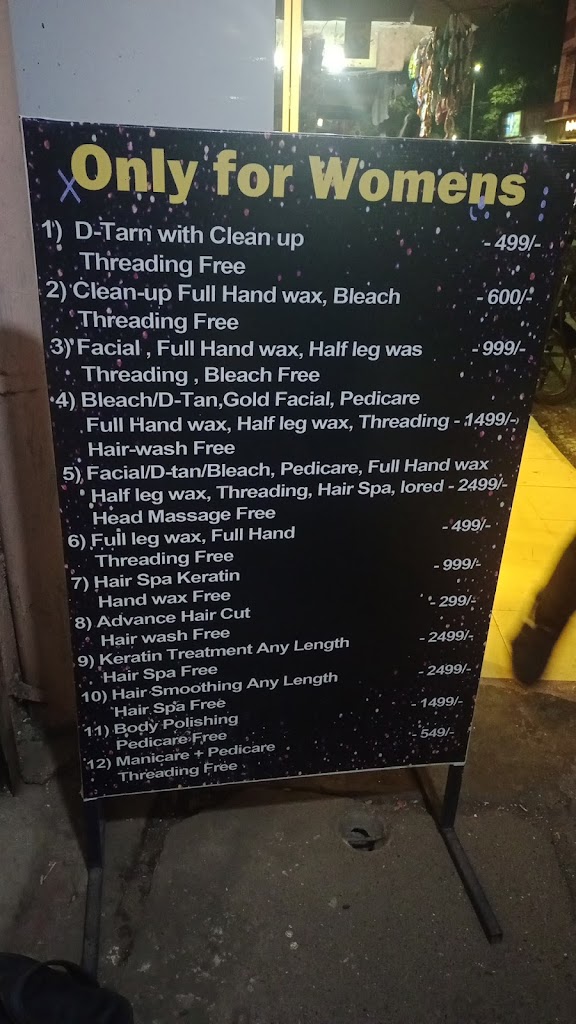 Only for Womens
1) D-Tarn with Clean up - 499/-
Threading Free
2) Clean-up Full Hand wax, Bleach - 600/-
Threading Free
3) Facial , Full Hand wax, Half leg was - 999/-
Threading , Bleach Free
4) Bleach/D-Tan,Gold Facial, Pedicare
Full Hand wax, Half leg wax, Threading - 1499/-
Hair-wash Free
5) Facial/D-tan/Bleach, Pedicare, Full Hand wax
Half leg wax, Threading, Hair Spa, lored - 2499/-
Head Massage Free
6) Full leg wax, Full Hand - 499/-
Threading Free
7) Hair Spa Keratin - 999/-
Hand wax Free
8) Advance Hair Cut - 299/-
Hair wash Free
9) Keratin Treatment Any Length - 2499/-
Hair Spa Free
10) Hair Smoothing Any Length - 2499/-
Hair Spa Free
11) Body Polishing - 1499/-
Pedicare Free
12) Manicare + Pedicare - 549/-
Threading Free